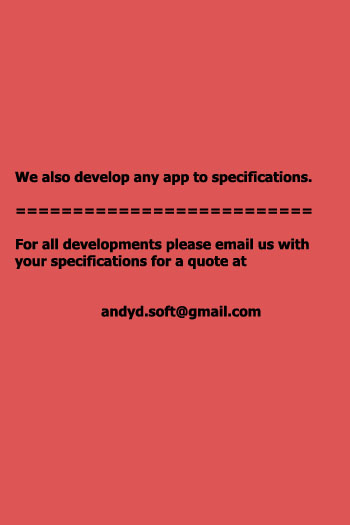 We also develop any app to specifications.
==========================
For all developments please email us with
your specifications for a quote at
andyd.soft@gmail.com